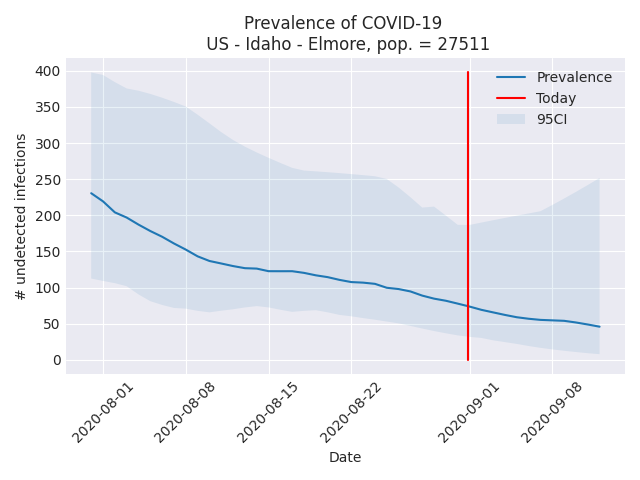 Prevalence of COVID-19
US - Idaho - Elmore, pop. = 27511
400
350
300
250
200
150
100
50
0
# undetected infections
Prevalence
Today
95CI
2020-08-01
2020-08-08
2020-08-15
2020-08-22
2020-09-01
2020-09-08
Date